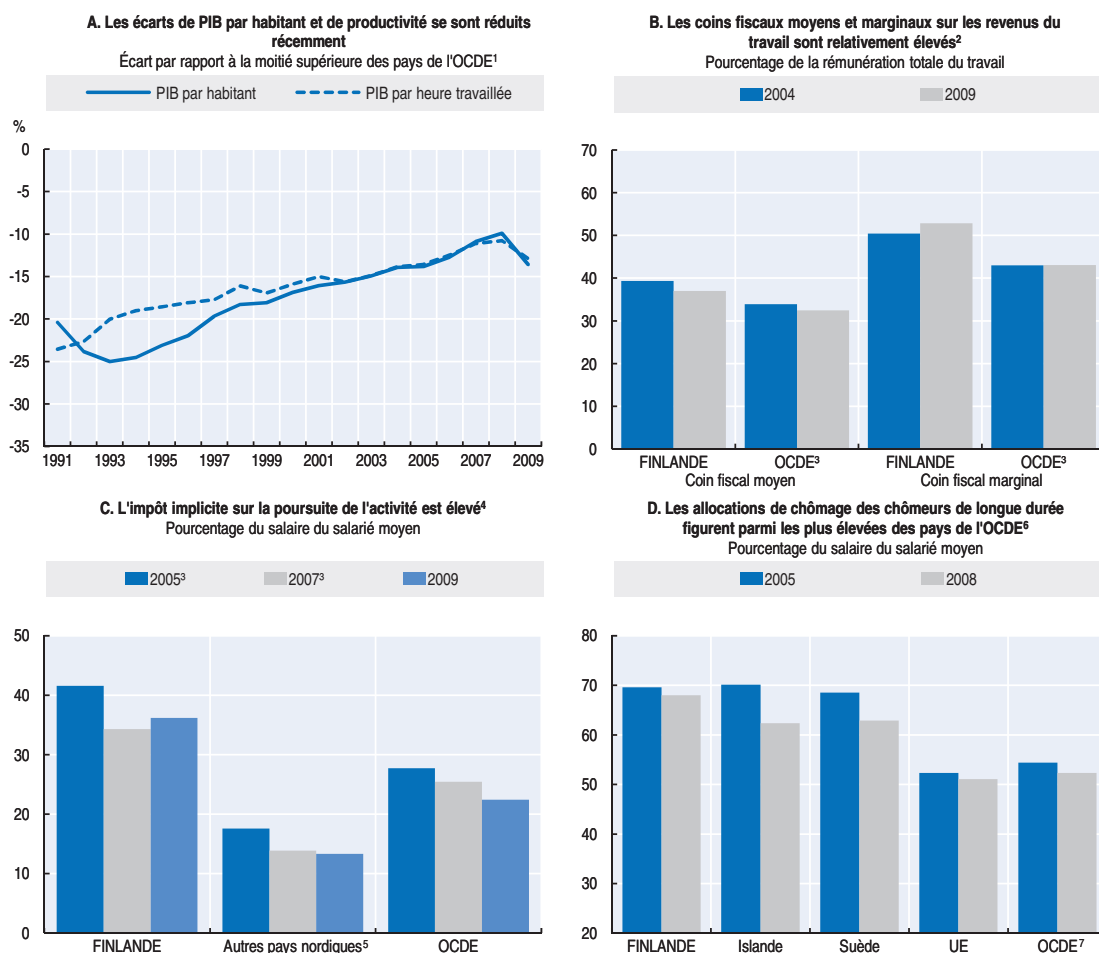 A. Les écarts de PIB par habitant et de productivité se sont réduits
récemment
Écart par rapport à la moitié supérieure des pays de l'OCDE¹
PIB par habitant PIB par heure travaillée
%
0
-5
-10
-15
-20
-25
-30
-35
1991 1993 1995 1997 1999 2001 2003 2005 2007 2009
B. Les coins fiscaux moyens et marginaux sur les revenus du
travail sont relativement élevés²
Pourcentage de la rémunération totale du travail
2004 2009
70
60
50
40
30
20
10
0
FINLANDE OCDE³ FINLANDE OCDE³
Coin fiscal moyen Coin fiscal marginal
C. L'impôt implicite sur la poursuite de l'activité est élevé⁴
Pourcentage du salaire du salarié moyen
2005³ 2007³ 2009
50
40
30
20
10
0
FINLANDE Autres pays nordiques⁵ OCDE
D. Les allocations de chômage des chômeurs de longue durée
figurent parmi les plus élevées des pays de l'OCDE⁶
Pourcentage du salaire du salarié moyen
2005 2008
80
70
60
50
40
30
20
FINLANDE Islande Suède UE OCDE⁷